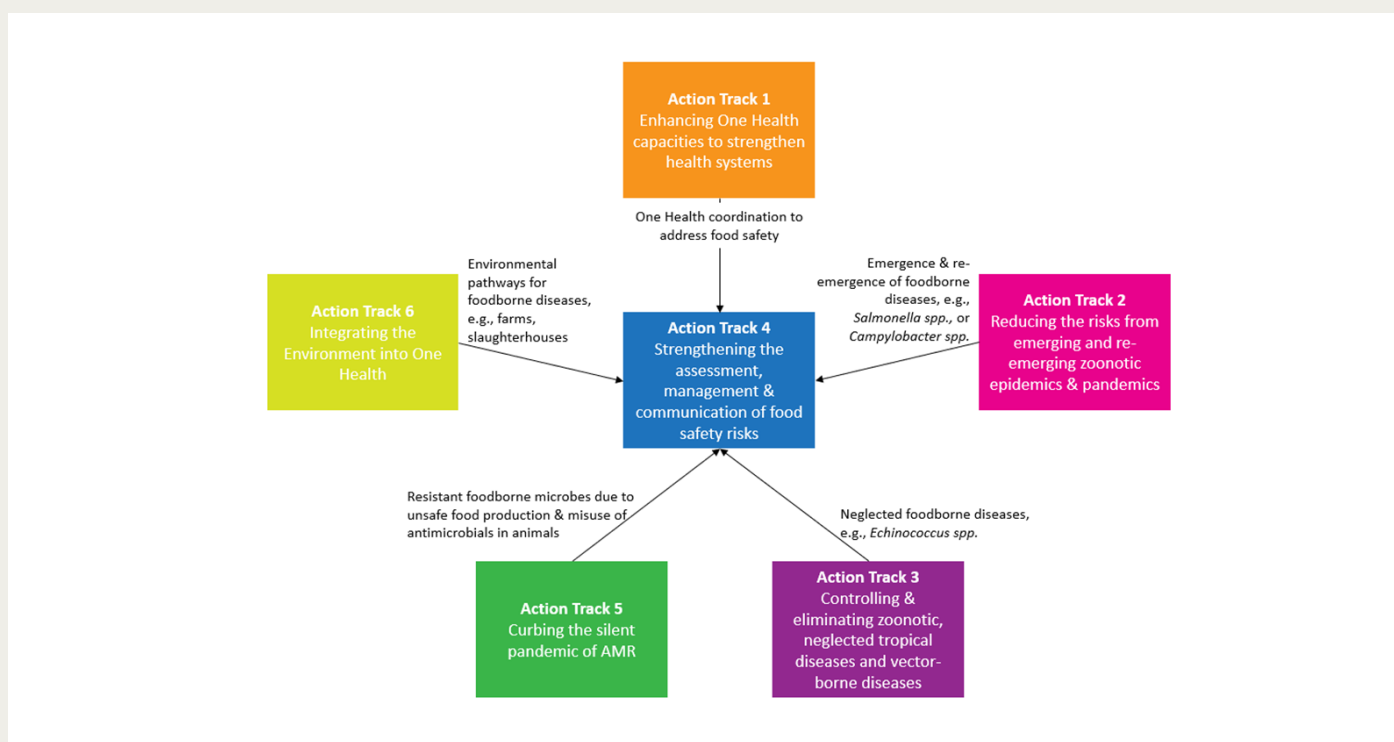 Action Track 1
Enhancing One Health
capacities to strengthen
health systems
One Health coordination to
address food safety
Environmental
pathways for
foodborne diseases,
e.g., farms,
slaughterhouses
Emergence & re-
emergence of foodborne
diseases, e.g.,
Salmonella spp., or
Campylobacter spp.
Action Track 6
Integrating the
Environment into One
Health
Action Track 4
Strengthening the
assessment,
management &
communication of food
safety risks
Action Track 2
Reducing the risks from
emerging and re-
emerging zoonotic
epidemics & pandemics
Resistant foodborne microbes due to
unsafe food production & misuse of
antimicrobials in animals
Neglected foodborne diseases,
e.g., Echinococcus spp.
Action Track 5
Curbing the silent
pandemic of AMR
Action Track 3
Controlling &
eliminating zoonotic,
neglected tropical
diseases and vector-
borne diseases